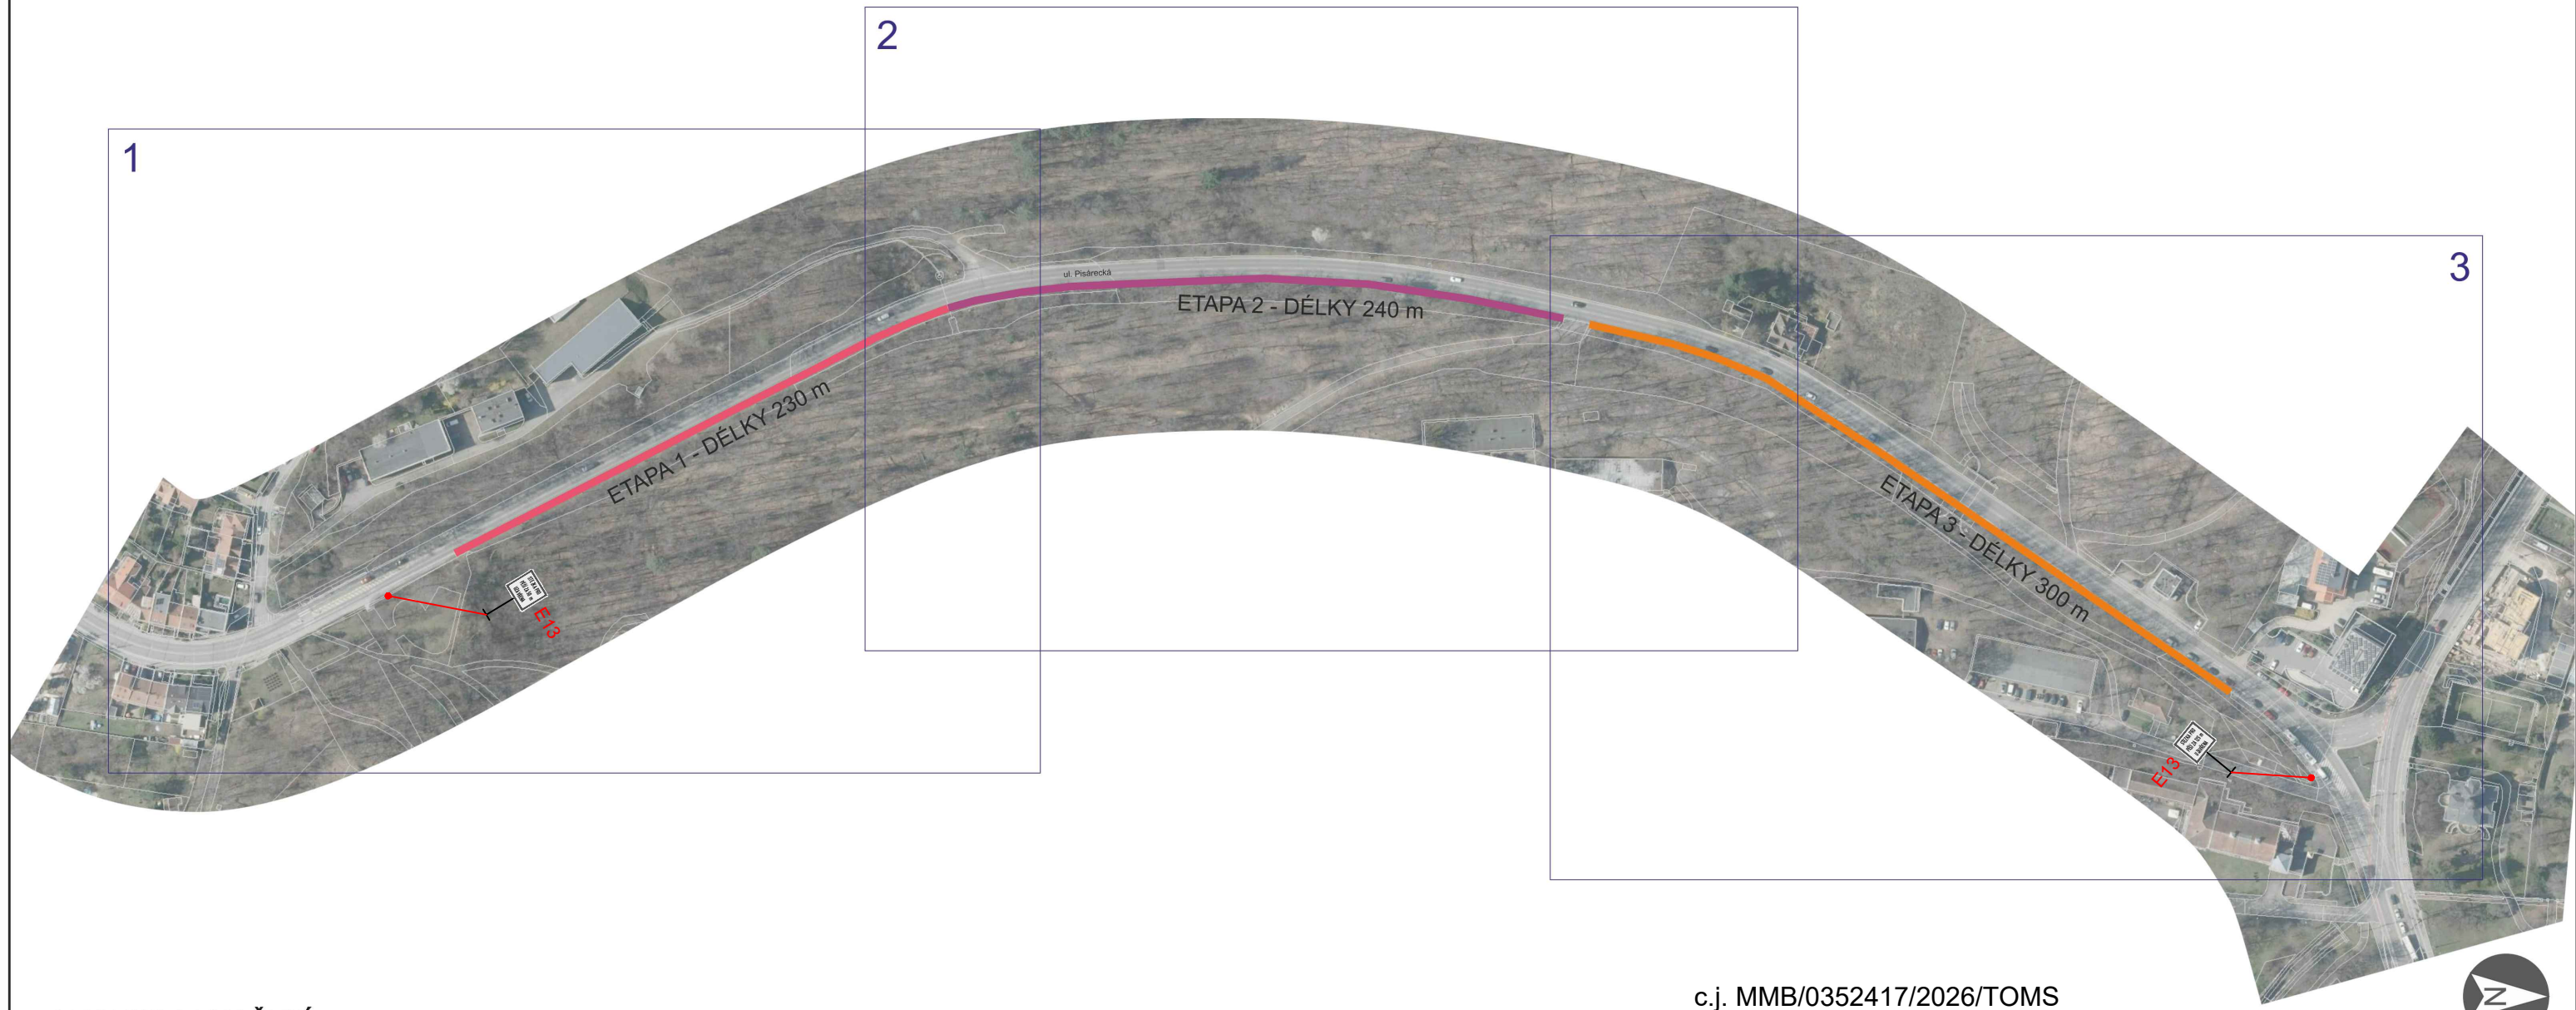 2
1
3
ul. Pisárecká
ETAPA 2 - DÉLKY 240 m
ETAPA 1 - DÉLKY 230 m
ETAPA 3 - DÉLKY 300 m
E13
E13
c.j. MMB/0352417/2026/TOMS
N